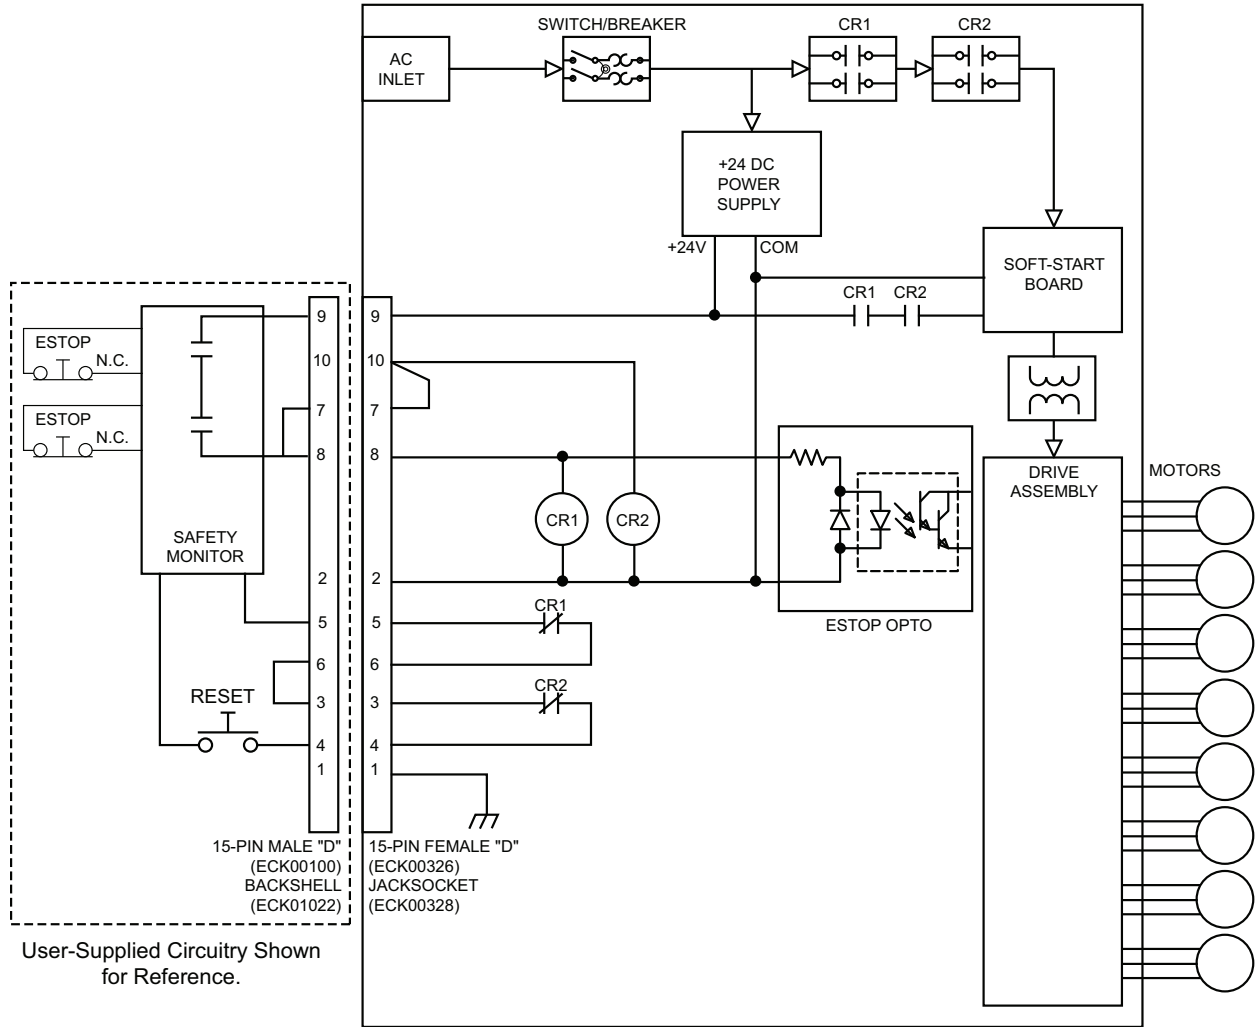 SWITCH/BREAKER
CR1
CR2
AC
INLET
+24 DC
POWER
SUPPLY
+24V
COM
SOFT-START
BOARD
CR1
CR2
ESTOP
N.C.
ESTOP
N.C.
SAFETY
MONITOR
RESET
9
10
7
8
2
5
6
3
4
1
9
10
7
8
2
5
6
3
4
1
CR1
CR2
CR1
CR2
ESTOP OPTO
DRIVE
ASSEMBLY
MOTORS
15-PIN MALE "D"
(ECK00100)
BACKSHELL
(ECK01022)
15-PIN FEMALE "D"
(ECK00326)
JACKSOCKET
(ECK00328)
User-Supplied Circuitry Shown
for Reference.